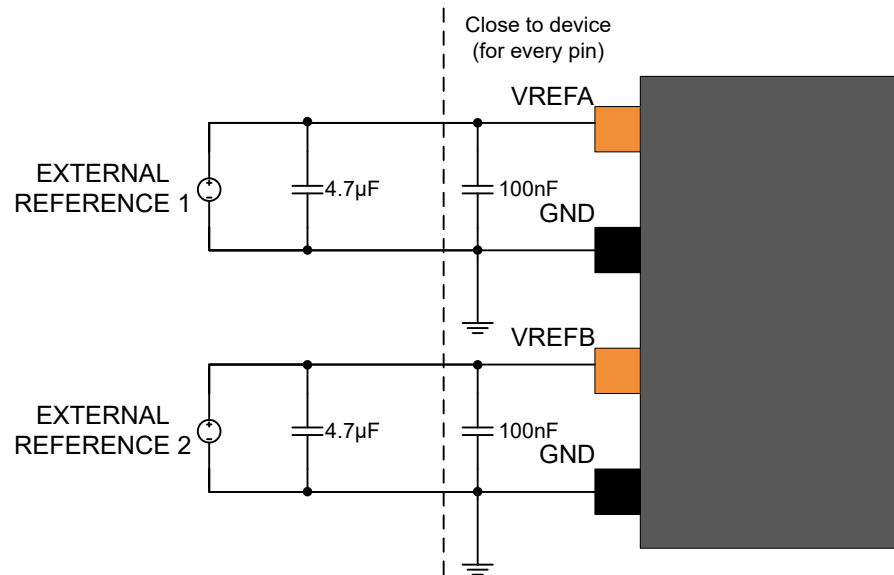 Close to device
(for every pin)
VREFA
EXTERNAL
REFERENCE 1
4.7µF
100nF
GND
VREFB
EXTERNAL
REFERENCE 2
4.7µF
100nF
GND